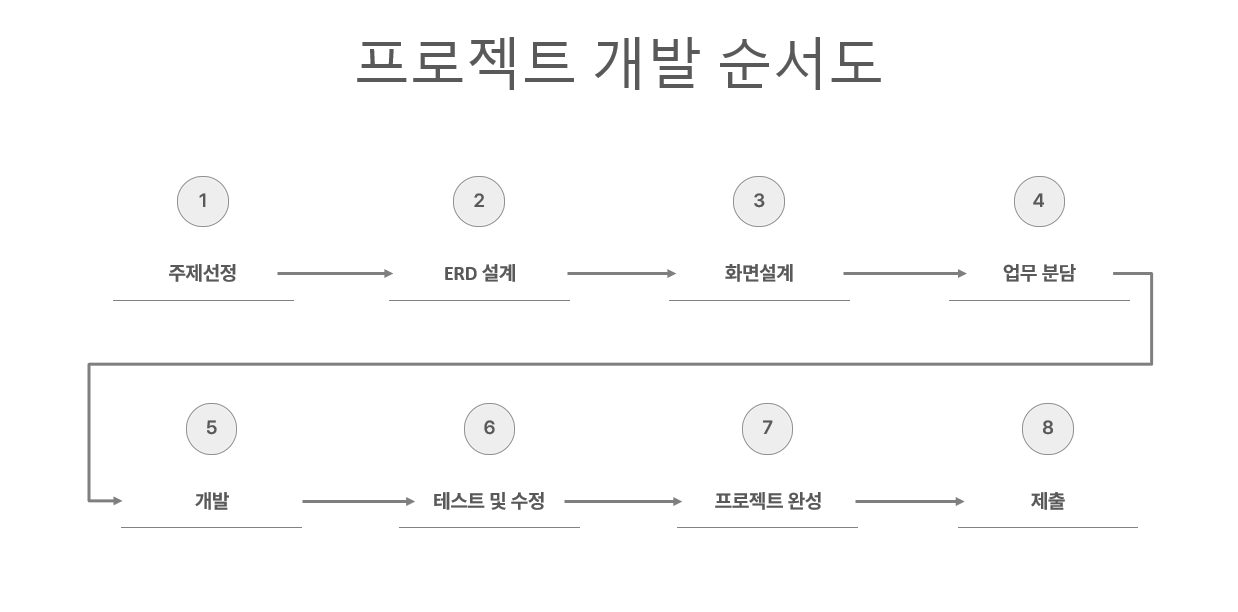 프로젝트 개발 순서도
1
2
3
4
주제선정
ERD 설계
화면설계
업무 분담
5
6
7
8
개발
테스트 및 수정
프로젝트 완성
제출